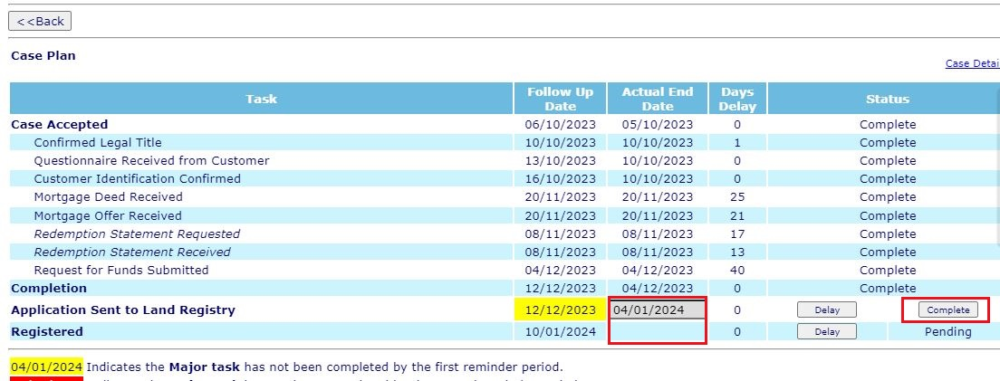 <<Back
Case Plan
Case Detai
Task Follow Up Date Actual End Date Days Delay Status
Case Accepted 06/10/2023 05/10/2023 0 Complete
Confirmed Legal Title 10/10/2023 10/10/2023 1 Complete
Questionnaire Received from Customer 13/10/2023 10/10/2023 0 Complete
Customer Identification Confirmed 16/10/2023 10/10/2023 0 Complete
Mortgage Deed Received 20/11/2023 20/11/2023 25 Complete
Mortgage Offer Received 20/11/2023 20/11/2023 21 Complete
Redemption Statement Requested 08/11/2023 08/11/2023 17 Complete
Redemption Statement Received 08/11/2023 08/11/2023 13 Complete
Request for Funds Submitted 04/12/2023 04/12/2023 40 Complete
Completion 12/12/2023 04/12/2023 0 Complete
Application Sent to Land Registry 12/12/2023 04/01/2024 0 Delay Complete
Registered 10/01/2024 0 Delay Pending
04/01/2024 Indicates the Major task has not been completed by the first reminder period.